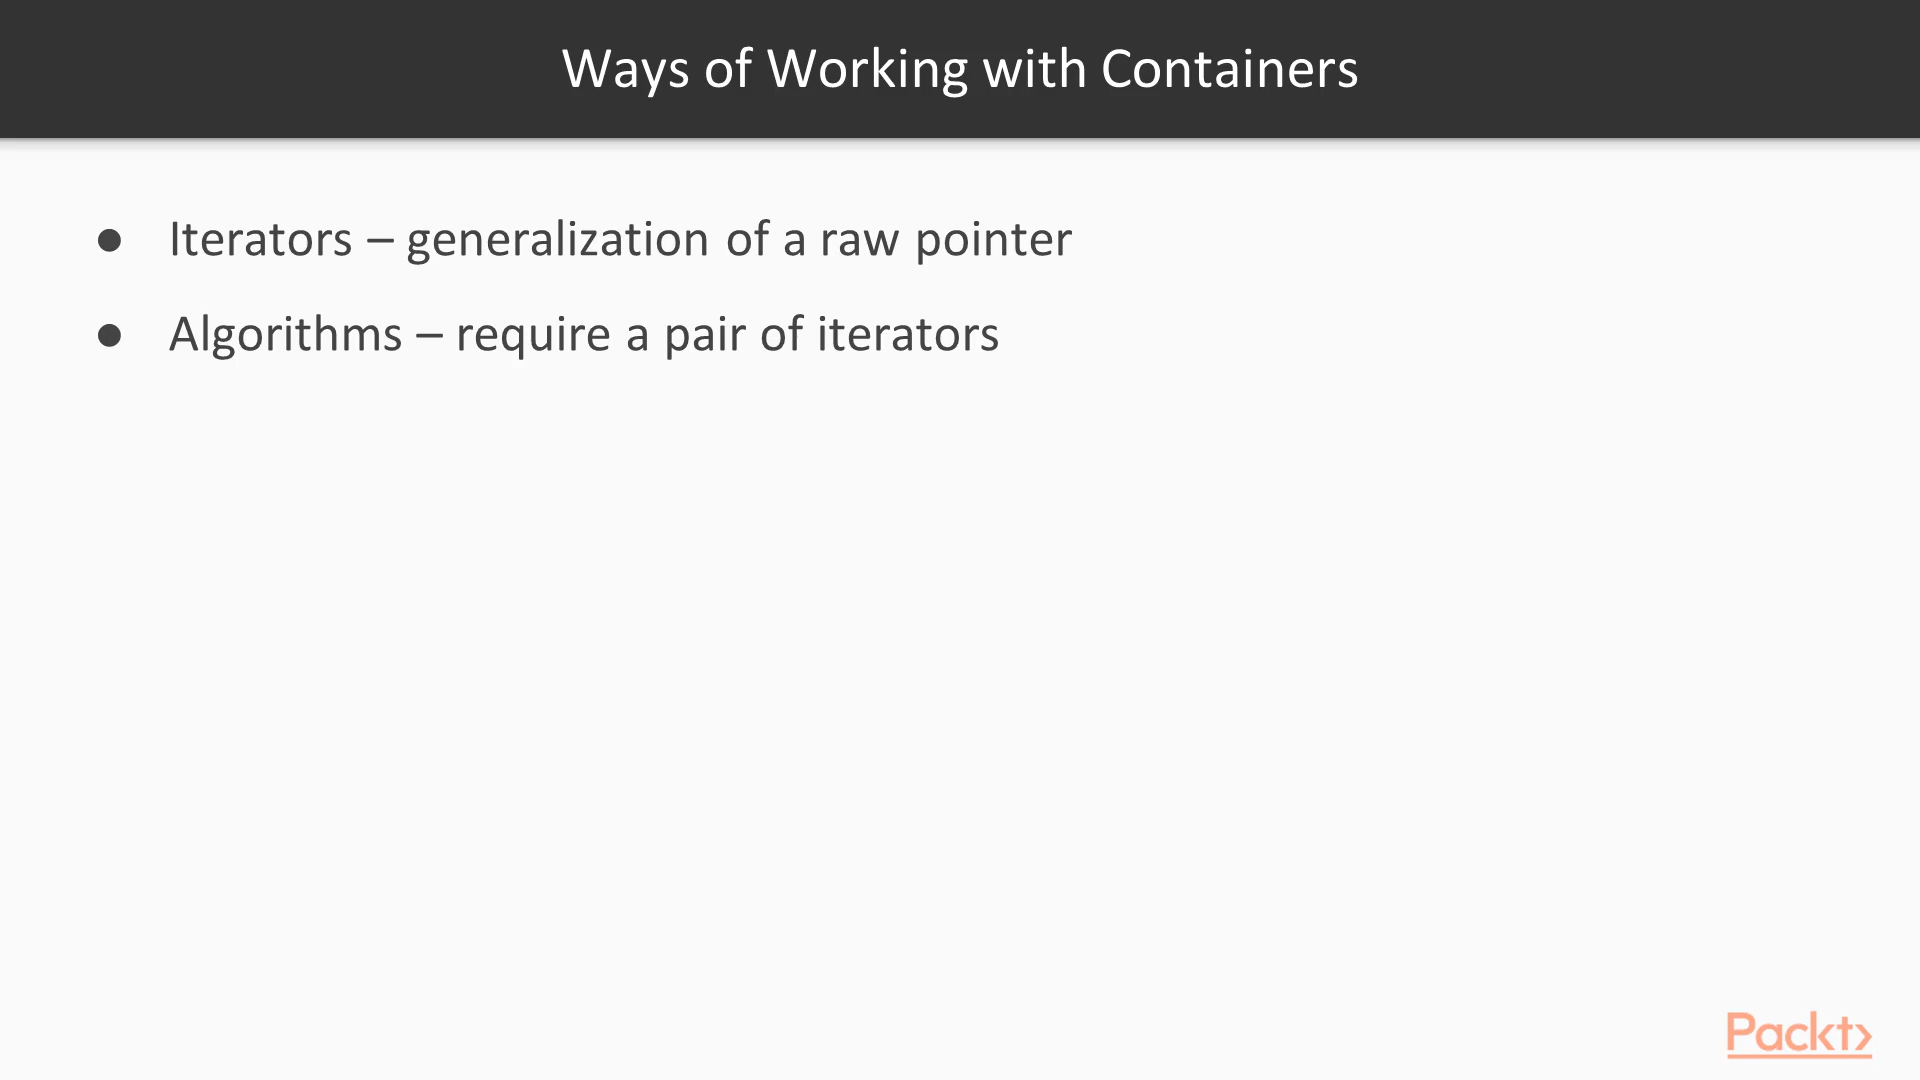 Ways of Working with Containers
● Iterators – generalization of a raw pointer
● Algorithms – require a pair of iterators
Packt>